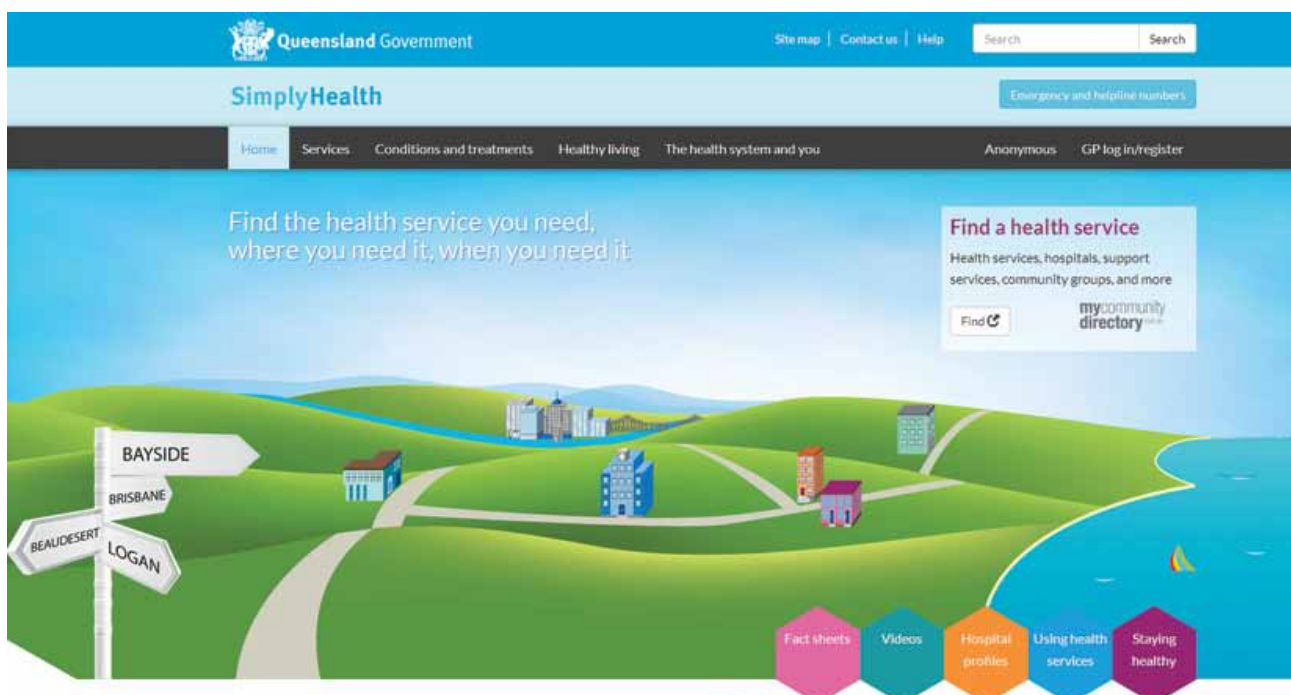 Queensland Government
Site map | Contact us | Help
Search
Search
SimplyHealth
Emergency and helpline numbers
Home
Services
Conditions and treatments
Healthy living
The health system and you
Anonymous
GP log in/register
Find the health service you need,
where you need it, when you need it
Find a health service
Health services, hospitals, support
services, community groups, and more
Find
mycommunity
directory
BAYSIDE
BRISBANE
BEAUDESERT
LOGAN
Fact sheets
Videos
Hospital
profiles
Using health
services
Staying
healthy